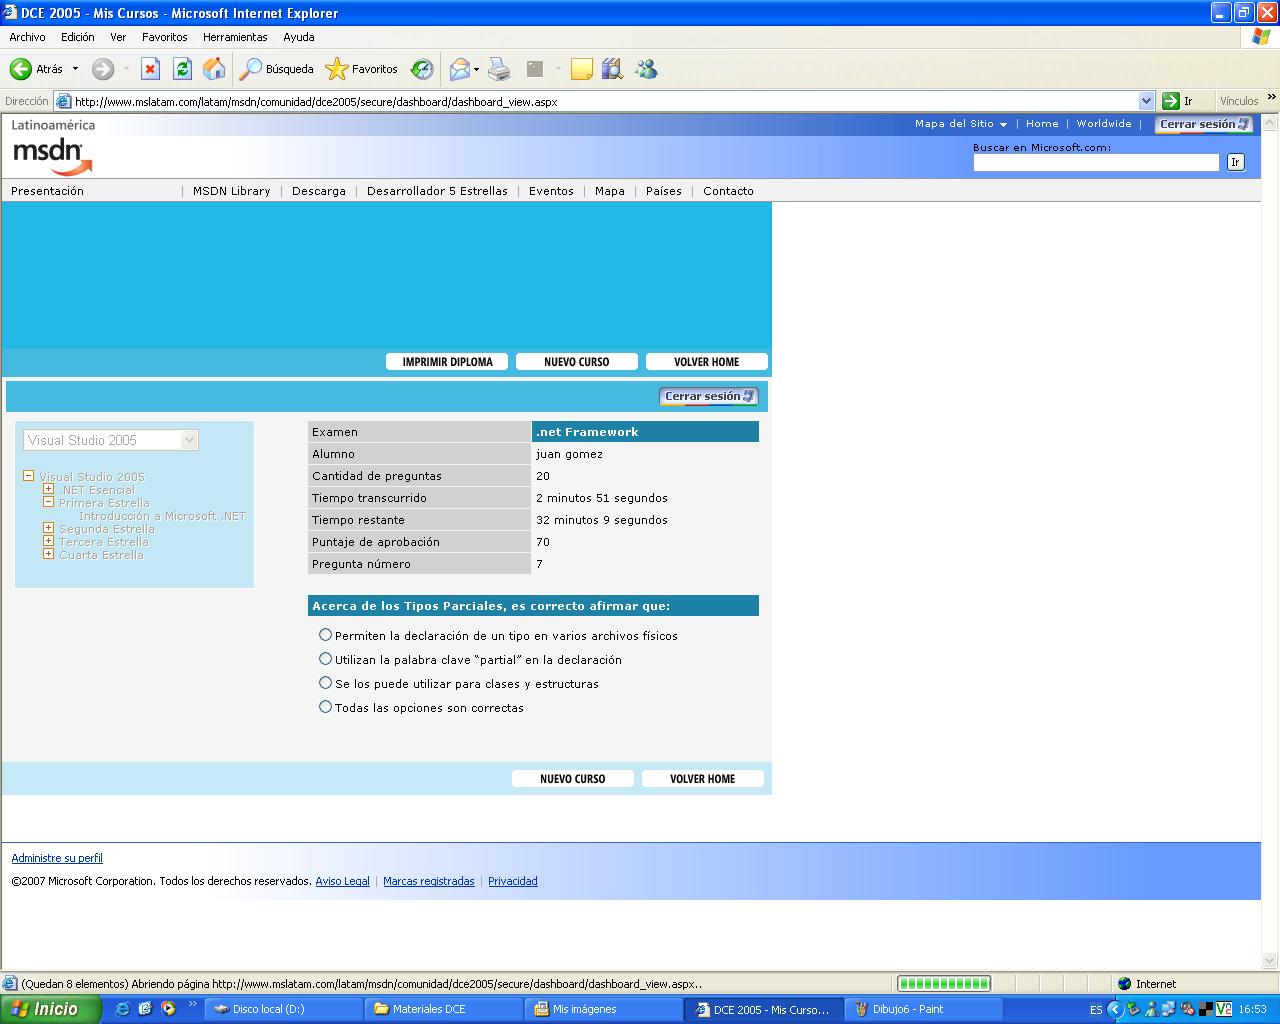 DCE 2005 - Mis Cursos - Microsoft Internet Explorer
Archivo Edición Ver Favoritos Herramientas Ayuda
Atrás Búsqueda Favoritos
Dirección http://www.mslatam.com/latam/msdn/comunidad/dce2005/secure/dashboard/dashboard_view.aspx Ir Vínculos »
Latinoamérica
Mapa del Sitio | Home | Worldwide | Cerrar sesión
msdn
Buscar en Microsoft.com:
Ir
Presentación | MSDN Library | Descarga | Desarrollador 5 Estrellas | Eventos | Mapa | Países | Contacto
IMPRIMIR DIPLOMA NUEVO CURSO VOLVER HOME
Cerrar sesión
Visual Studio 2005
Visual Studio 2005
.NET Esencial
Primera Estrella
Introducción a Microsoft .NET
Segunda Estrella
Tercera Estrella
Cuarta Estrella
Examen .net Framework
Alumno juan gomez
Cantidad de preguntas 20
Tiempo transcurrido 2 minutos 51 segundos
Tiempo restante 32 minutos 9 segundos
Puntaje de aprobación 70
Pregunta número 7
Acerca de los Tipos Parciales, es correcto afirmar que:
Permiten la declaración de un tipo en varios archivos físicos
Utilizan la palabra clave “partial” en la declaración
Se los puede utilizar para clases y estructuras
Todas las opciones son correctas
NUEVO CURSO VOLVER HOME
Administre su perfil
©2007 Microsoft Corporation. Todos los derechos reservados. Aviso Legal | Marcas registradas | Privacidad
(Quedan 8 elementos) Abriendo página http://www.mslatam.com/latam/msdn/comunidad/dce2005/secure/dashboard/dashboard_view.aspx.. Internet
Inicio » Disco local (D:) Materiales DCE Mis imágenes DCE 2005 - Mis Curso... Dibujo6 - Paint ES 16:53